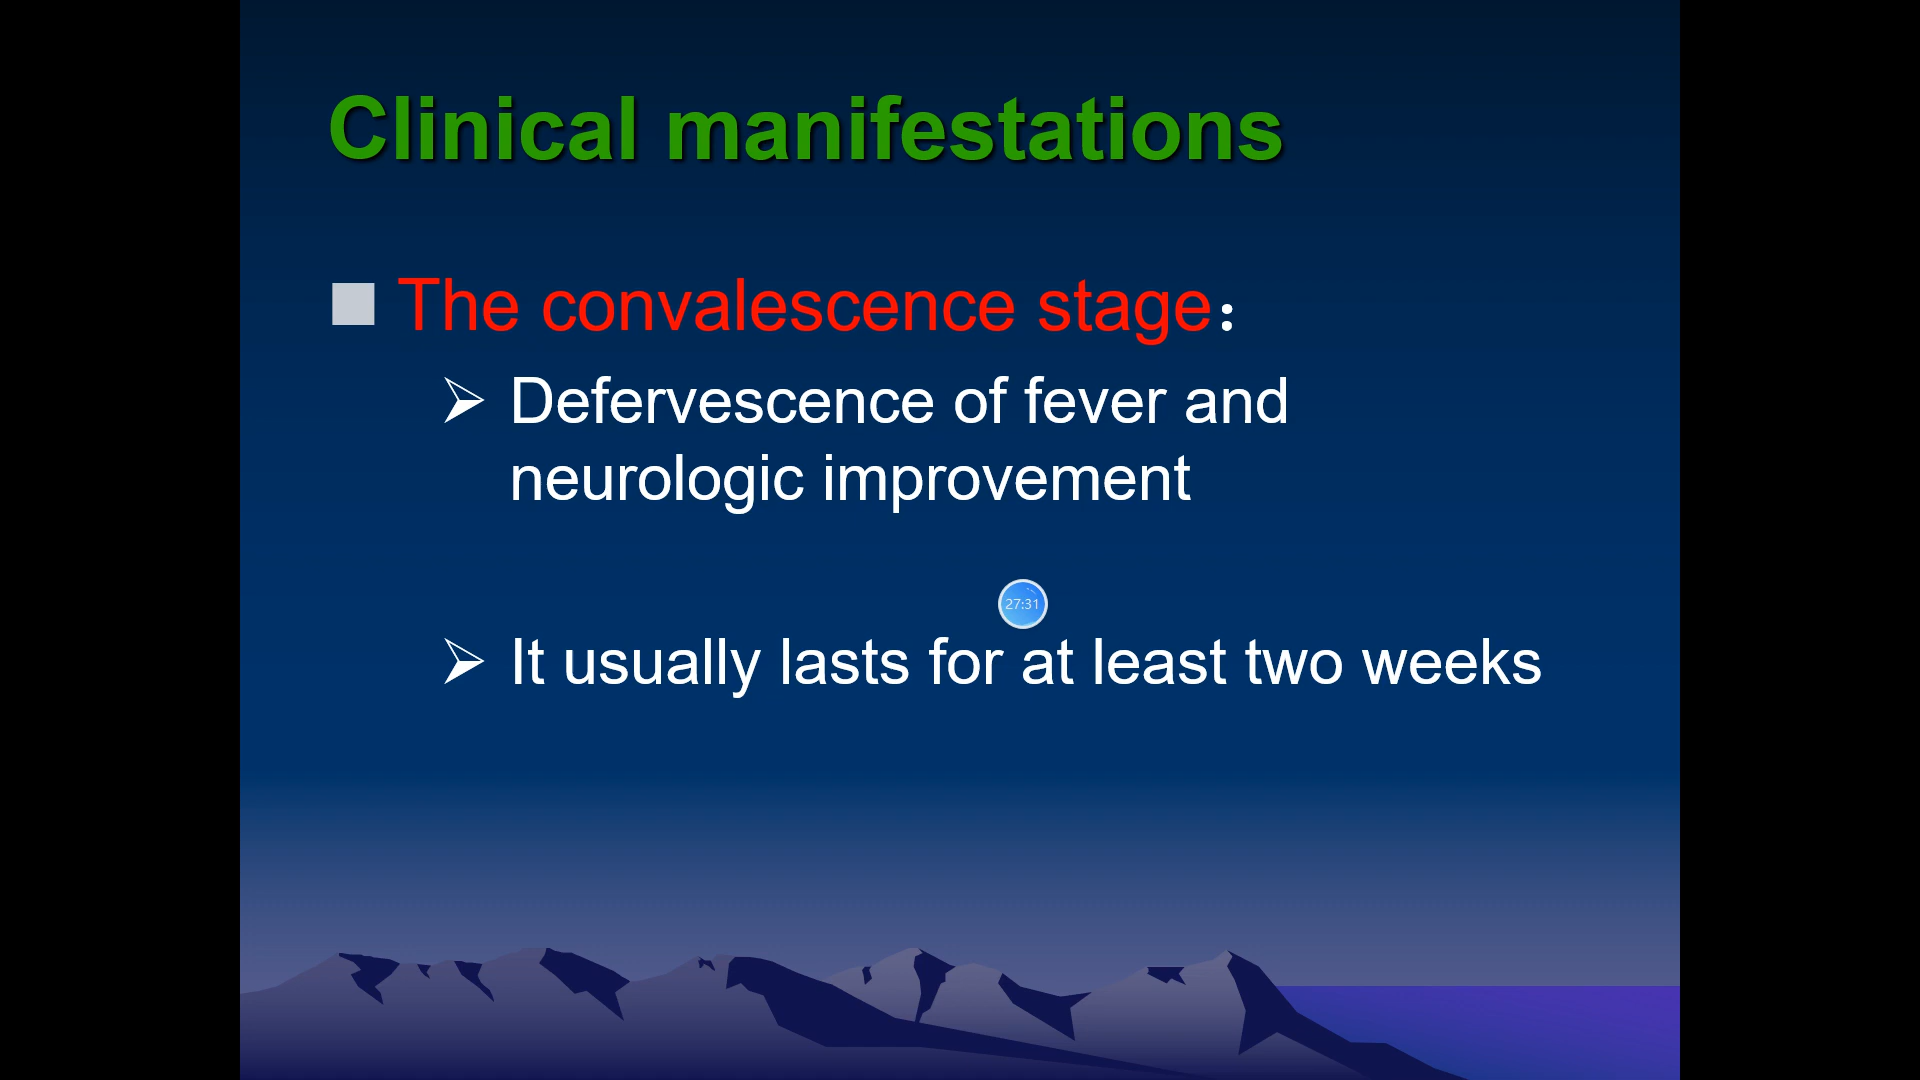 Clinical manifestations
The convalescence stage：
Defervescence of fever and
neurologic improvement
27:31
It usually lasts for at least two weeks